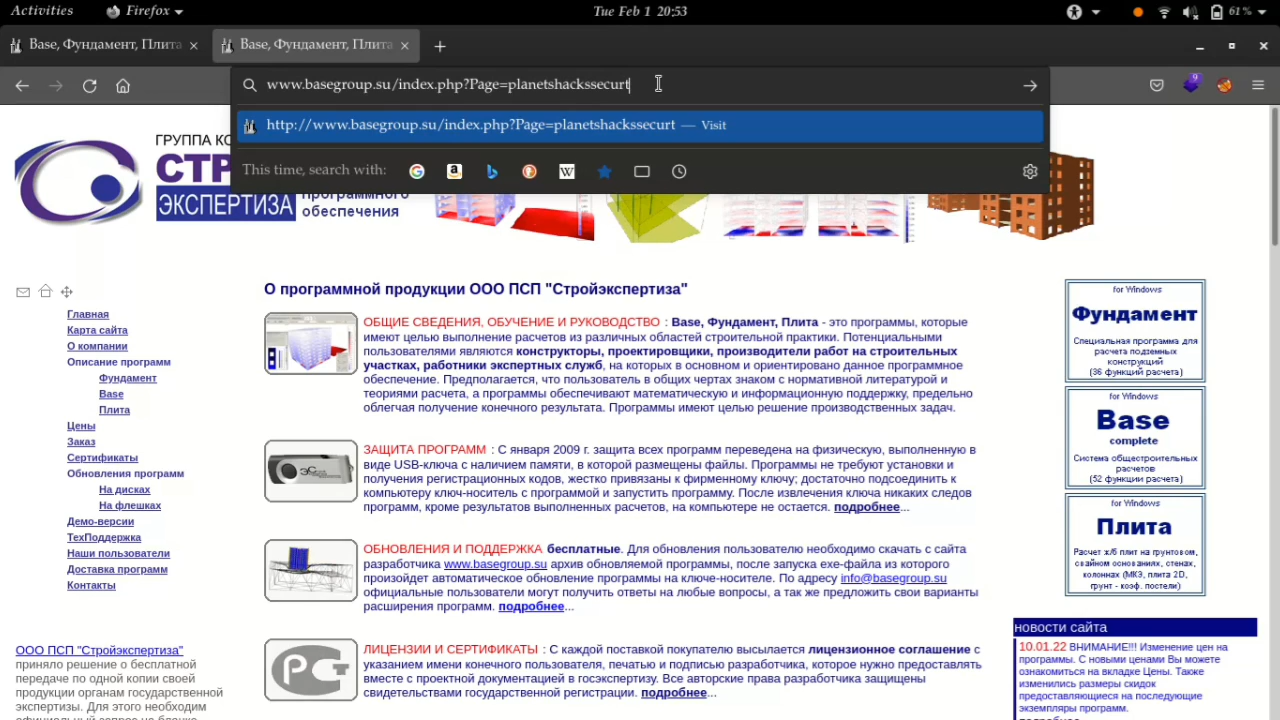 Activities Firefox Tue Feb 1 20:53 61 %
Base, Фундамент, Плита Base, Фундамент, Плита
www.basegroup.su/index.php?Page=planetshackssecurt 9
http://www.basegroup.su/index.php?Page=planetshackssecurt — Visit
This time, search with:
ГРУППА КО
СТР
ЭКСПЕРТИЗА
программного
обеспечения
Главная
Карта сайта
О компании
Описание программ
Фундамент
Base
Плита
Цены
Заказ
Сертификаты
Обновления программ
На дисках
На флешках
Демо-версии
ТехПоддержка
Наши пользователи
Доставка программ
Контакты
ООО ПСП "Стройэкспертиза"
приняло решение о бесплатной
передаче по одной копии своей
продукции органам государственной
экспертизы. Для этого необходим
официальный запрос на бланке
О программной продукции ООО ПСП "Стройэкспертиза"
ОБЩИЕ СВЕДЕНИЯ, ОБУЧЕНИЕ И РУКОВОДСТВО : Base, Фундамент, Плита - это программы, которые
имеют целью выполнение расчетов из различных областей строительной практики. Потенциальными
пользователями являются конструкторы, проектировщики, производители работ на строительных
участках, работники экспертных служб, на которых в основном и ориентировано данное программное
обеспечение. Предполагается, что пользователь в общих чертах знаком с нормативной литературой и
теориями расчета, а программы обеспечивают математическую и информационную поддержку, предельно
облегчая получение конечного результата. Программы имеют целью решение производственных задач.
ЗАЩИТА ПРОГРАММ : С января 2009 г. защита всех программ переведена на физическую, выполненную в
виде USB-ключа с наличием памяти, в которой размещены файлы. Программы не требуют установки и
получения регистрационных кодов, жестко привязаны к фирменному ключу; достаточно подсоединить к
компьютеру ключ-носитель с программой и запустить программу. После извлечения ключа никаких следов
программ, кроме результатов выполненных расчетов, на компьютере не остается. подробнее...
ОБНОВЛЕНИЯ И ПОДДЕРЖКА бесплатные. Для обновления пользователю необходимо скачать с сайта
разработчика www.basegroup.su архив обновляемой программы, после запуска exe-файла из которого
произойдет автоматическое обновление программы на ключе-носителе. По адресу info@basegroup.su
официальные пользователи могут получить ответы на любые вопросы, а так же предложить свои варианты
расширения программ. подробнее...
ЛИЦЕНЗИИ И СЕРТИФИКАТЫ : С каждой поставкой покупателю высылается лицензионное соглашение с
указанием имени конечного пользователя, печатью и подписью разработчика, которое нужно предоставлять
вместе с проектной документацией в госэкспертизу. Все авторские права разработчика защищены
свидетельствами государственной регистрации. подробнее...
for Windows
Фундамент
Специальная программа для
расчета подземных
конструкций
(36 функций расчета)
for Windows
Base
complete
Система общестроительных
расчетов
(52 функции расчета)
for Windows
Плита
Расчет ж/б плит на грунтовом,
свайном основаниях, стенах,
колоннах (МКЭ, плита 2D,
грунт - коэф. постели)
новости сайта
10.01.22 ВНИМАНИЕ!!! Изменение цен на
программы. С новыми ценами Вы можете
ознакомиться на вкладке Цены. Также
изменились размеры скидок
предоставляющиеся на последующие
экземпляры программ.
подробнее